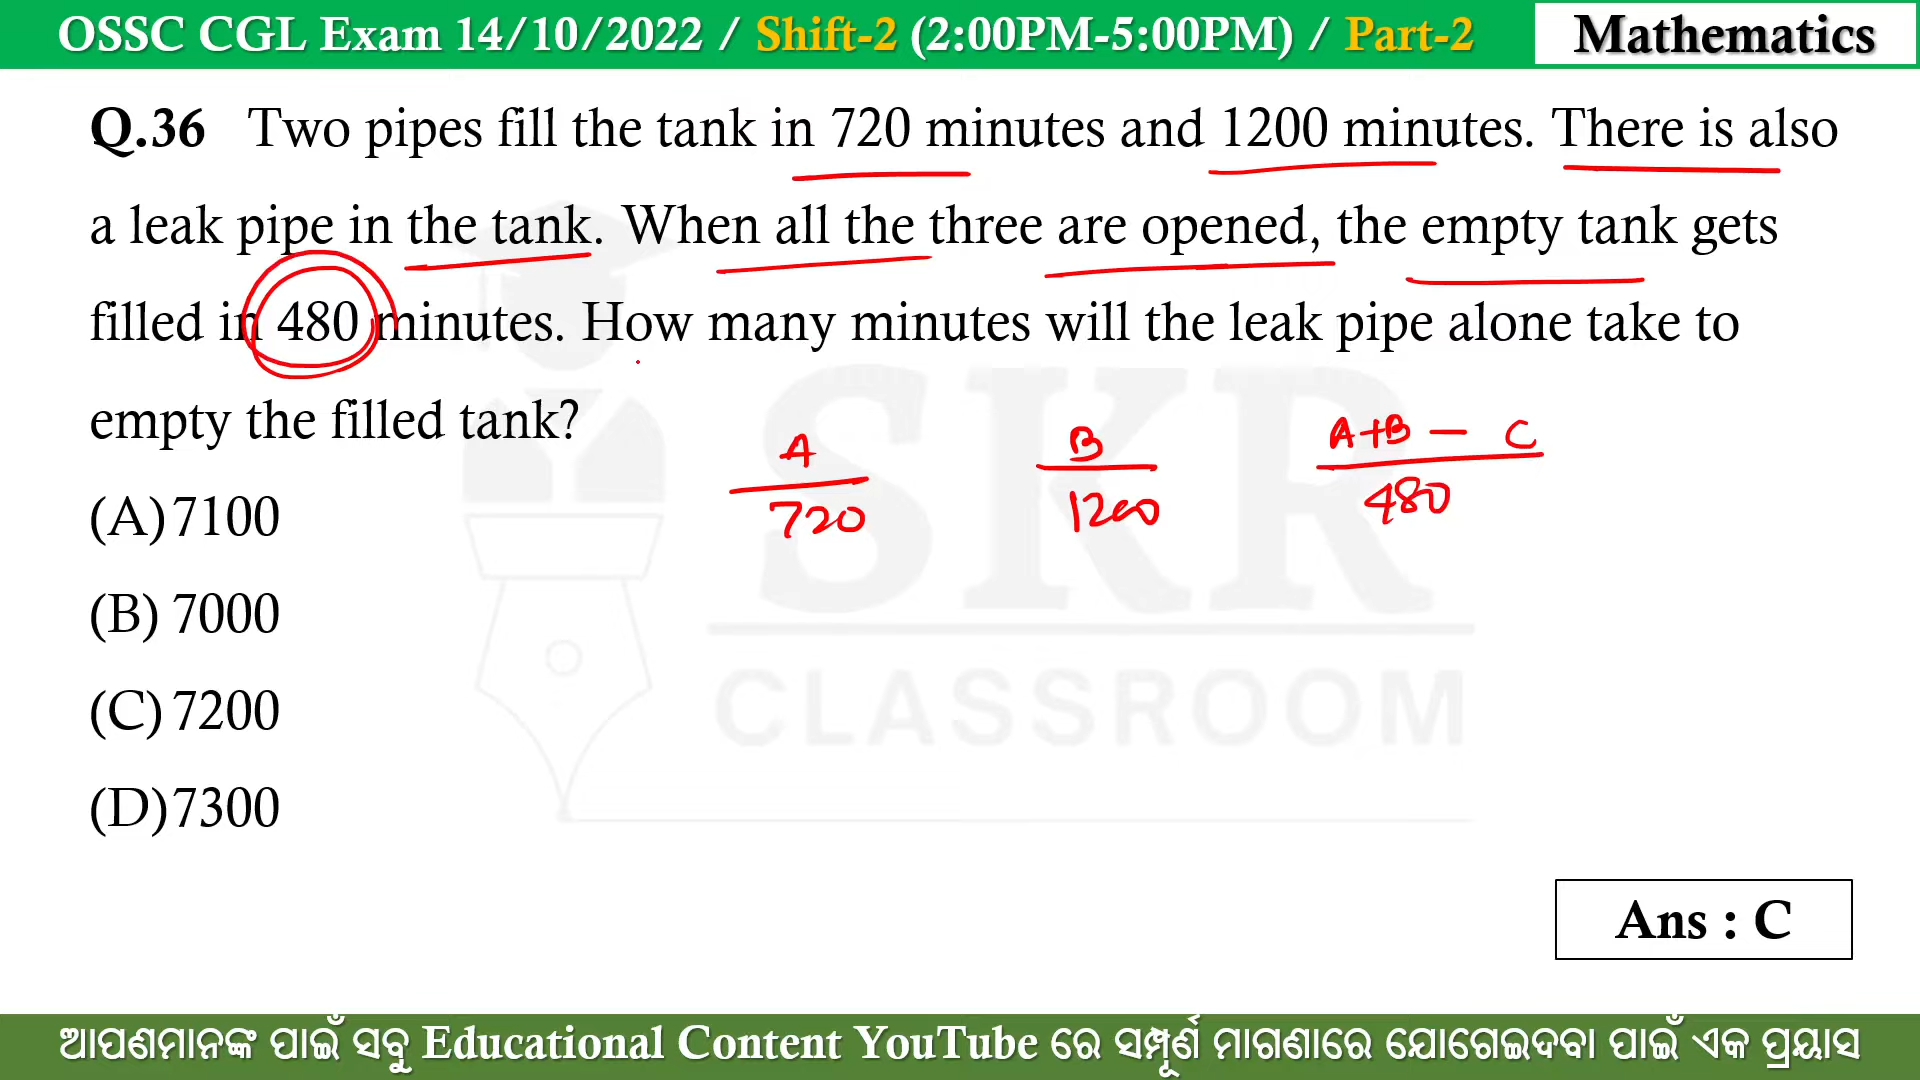 OSSC CGL Exam 14/10/2022 / Shift-2 (2:00PM-5:00PM) / Part-2 Mathematics
Q.36 Two pipes fill the tank in 720 minutes and 1200 minutes. There is also
a leak pipe in the tank. When all the three are opened, the empty tank gets
filled in 480 minutes. How many minutes will the leak pipe alone take to
empty the filled tank?
A B A+B - C
720 1200 480
(A) 7100
(B) 7000
(C) 7200
(D) 7300
SKR
CLASSROOM
Ans : C
ଆପଣମାନଙ୍କ ପାଇଁ ସବୁ Educational Content YouTube ରେ ସମ୍ପୂର୍ଣ ମାଗଣାରେ ଯୋଗେଇଦବା ପାଇଁ ଏକ ପ୍ରୟାସ